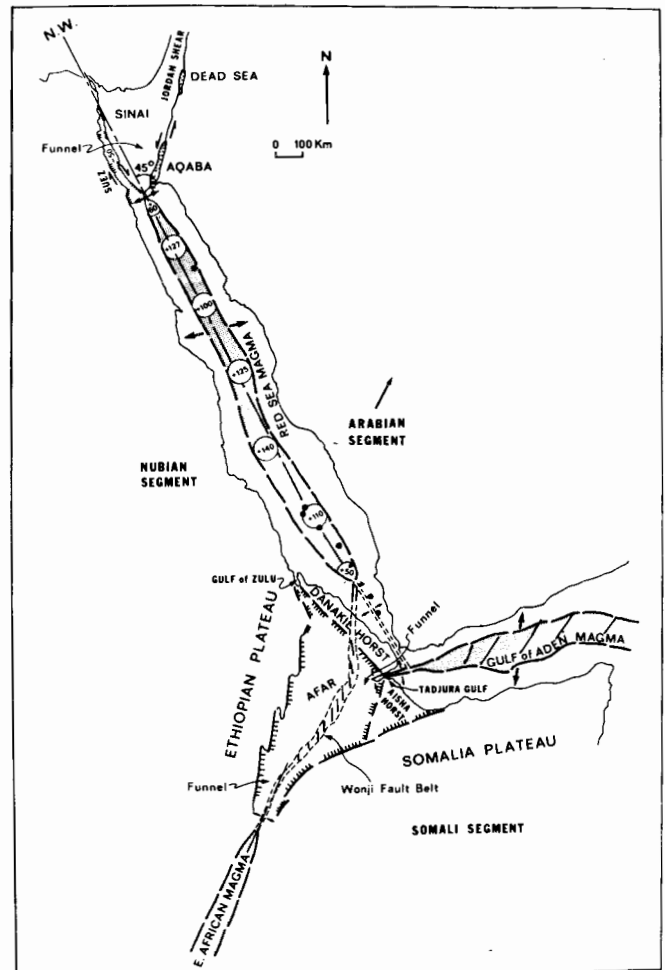 N.W.
JORDAN SHEAR
DEAD SEA
N
SINAI
Funnel
0 100 Km
45°
AQABA
SUEZ
+127
+100
+125
+140
+110
+50
RED SEA MAGMA
ARABIAN
SEGMENT
NUBIAN
SEGMENT
GULF of ZULU
DANAKIL HORST
Funnel
GULF of ADEN MAGMA
TADJURA GULF
ETHIOPIAN PLATEAU
AFAR
AISHA
HORST
SOMALIA PLATEAU
Funnel
Wonji Fault Belt
SOMALI SEGMENT
E. AFRICAN MAGMA